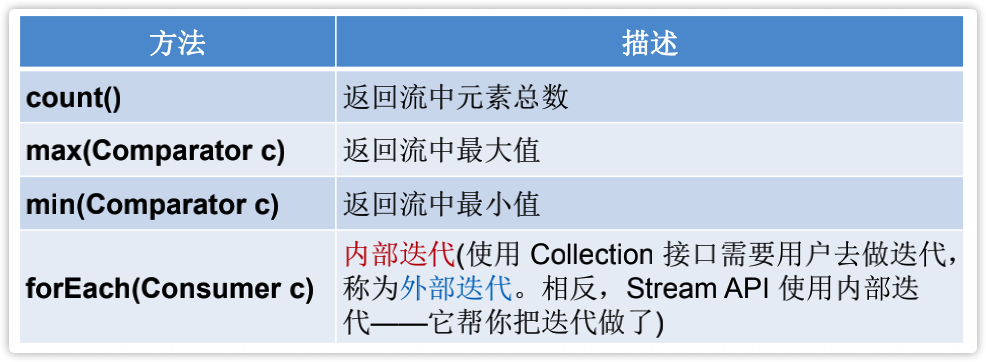 方法 描述
count() 返回流中元素总数
max(Comparator c) 返回流中最大值
min(Comparator c) 返回流中最小值
forEach(Consumer c)
内部迭代(使用 Collection 接口需要用户去做迭代，
称为外部迭代。相反，Stream API 使用内部迭
代——它帮你把迭代做了)